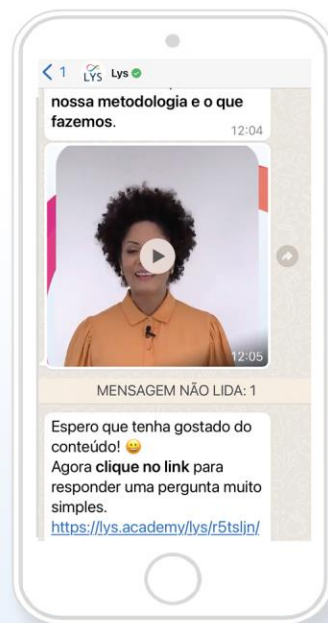 1 LYS Lys
nossa metodologia e o que
fazemos.
12:04
12:05
MENSAGEM NÃO LIDA: 1
Espero que tenha gostado do
conteúdo! 😀
Agora clique no link para
responder uma pergunta muito
simples.
https://lys.academy/lys/r5tsljn/